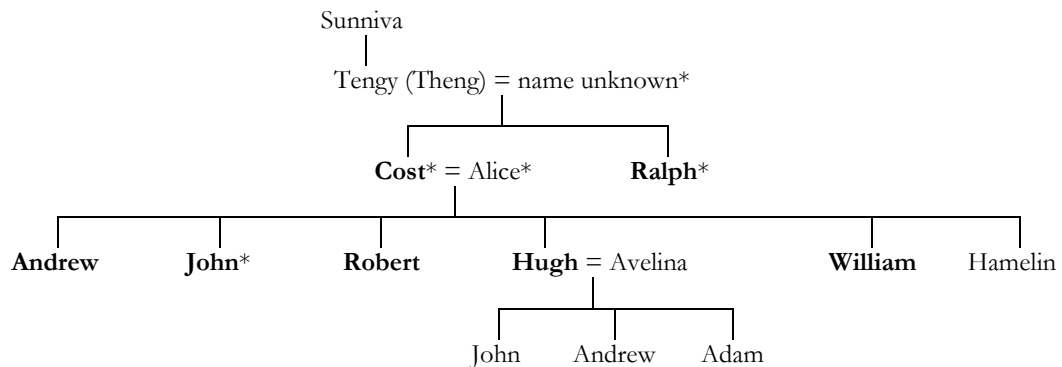 Sunniva
Tengy (Theng) = name unknown*
Cost* = Alice* Ralph*
Andrew John* Robert Hugh = Avelina William Hamelin
John Andrew Adam